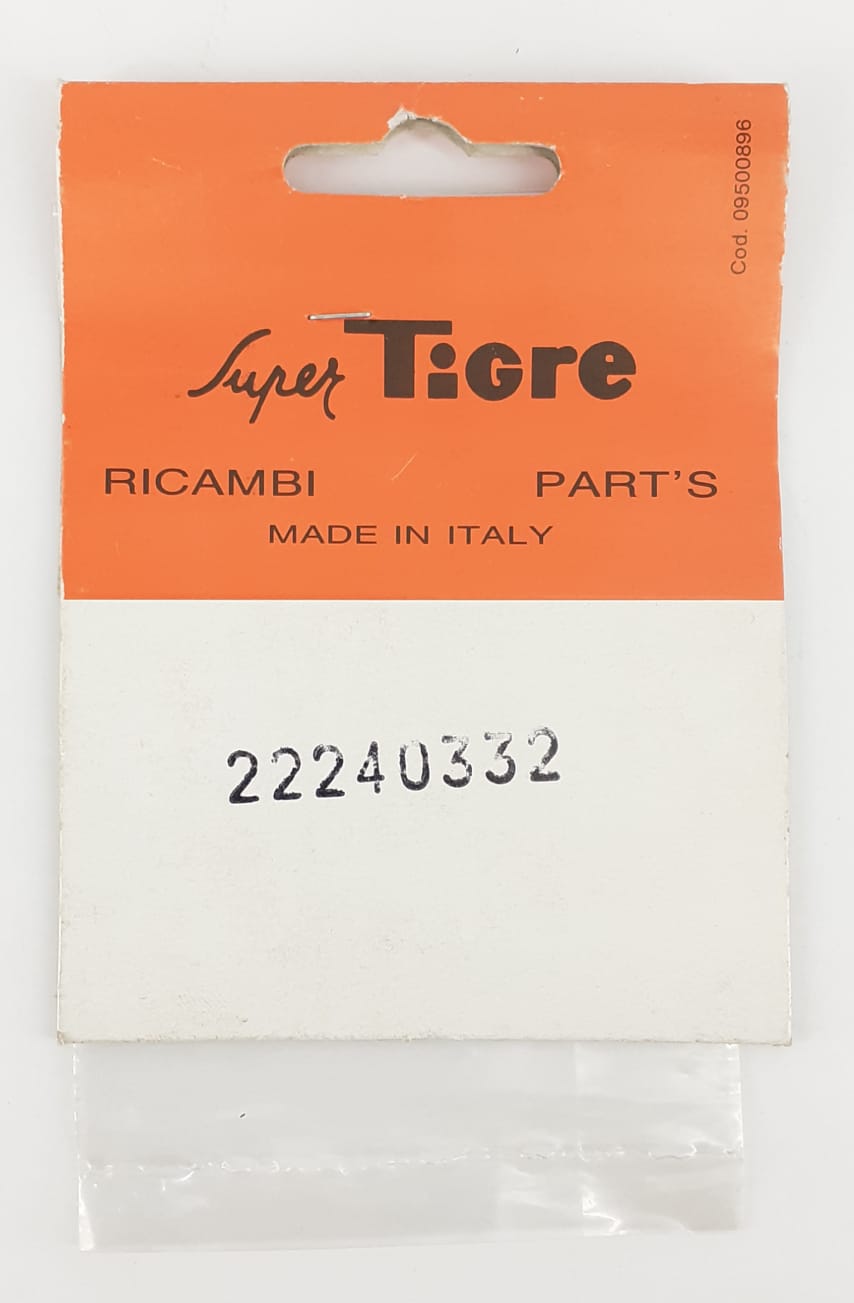 Cod. 09500896
Super Tigre
RICAMBI PART'S
MADE IN ITALY
22240332